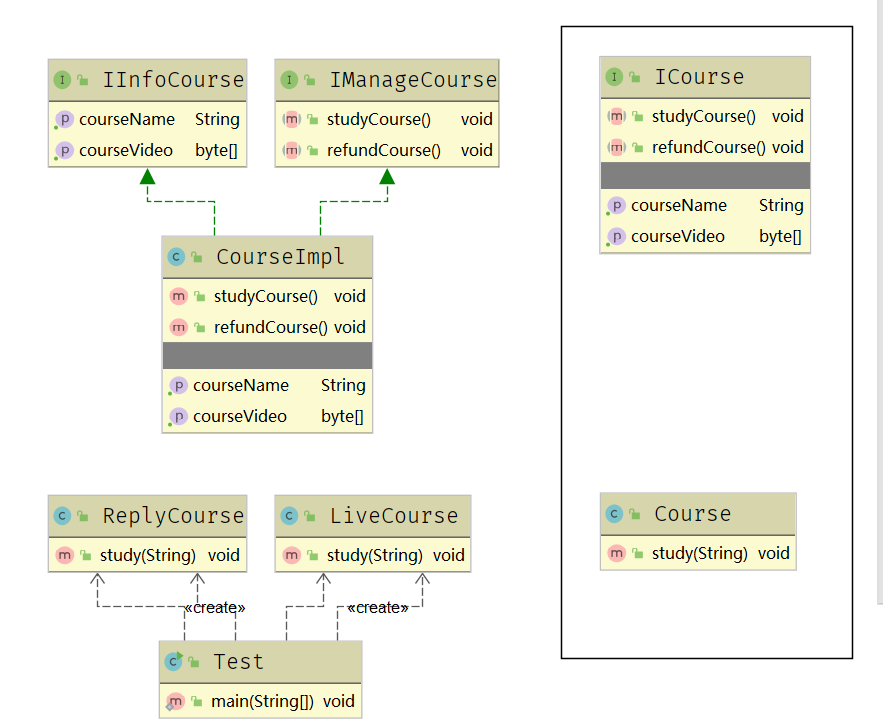 I IInfoCourse
p courseName String
p courseVideo byte[]
I IManageCourse
m studyCourse() void
m refundCourse() void
I ICourse
m studyCourse() void
m refundCourse() void
p courseName String
p courseVideo byte[]
C CourseImpl
m studyCourse() void
m refundCourse() void
p courseName String
p courseVideo byte[]
C ReplyCourse
m study(String) void
C LiveCourse
m study(String) void
C Course
m study(String) void
«create»
«create»
C Test
m main(String[]) void